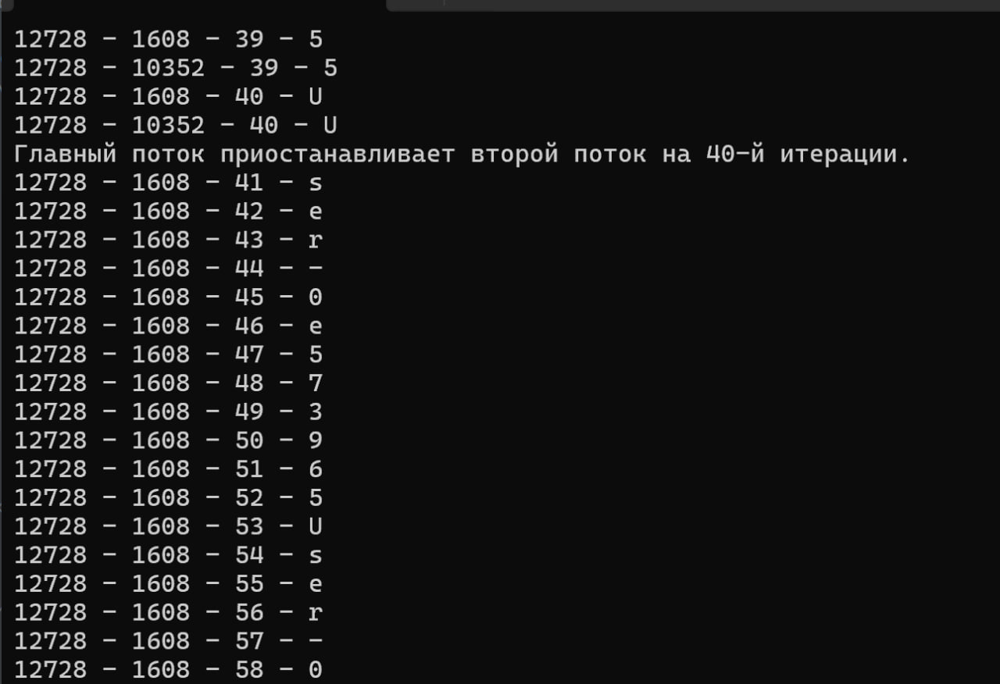 12728 - 1608 - 39 - 5
12728 - 10352 - 39 - 5
12728 - 1608 - 40 - U
12728 - 10352 - 40 - U
Главный поток приостанавливает второй поток на 40-й итерации.
12728 - 1608 - 41 - s
12728 - 1608 - 42 - e
12728 - 1608 - 43 - r
12728 - 1608 - 44 - -
12728 - 1608 - 45 - 0
12728 - 1608 - 46 - e
12728 - 1608 - 47 - 5
12728 - 1608 - 48 - 7
12728 - 1608 - 49 - 3
12728 - 1608 - 50 - 9
12728 - 1608 - 51 - 6
12728 - 1608 - 52 - 5
12728 - 1608 - 53 - U
12728 - 1608 - 54 - s
12728 - 1608 - 55 - e
12728 - 1608 - 56 - r
12728 - 1608 - 57 - -
12728 - 1608 - 58 - 0